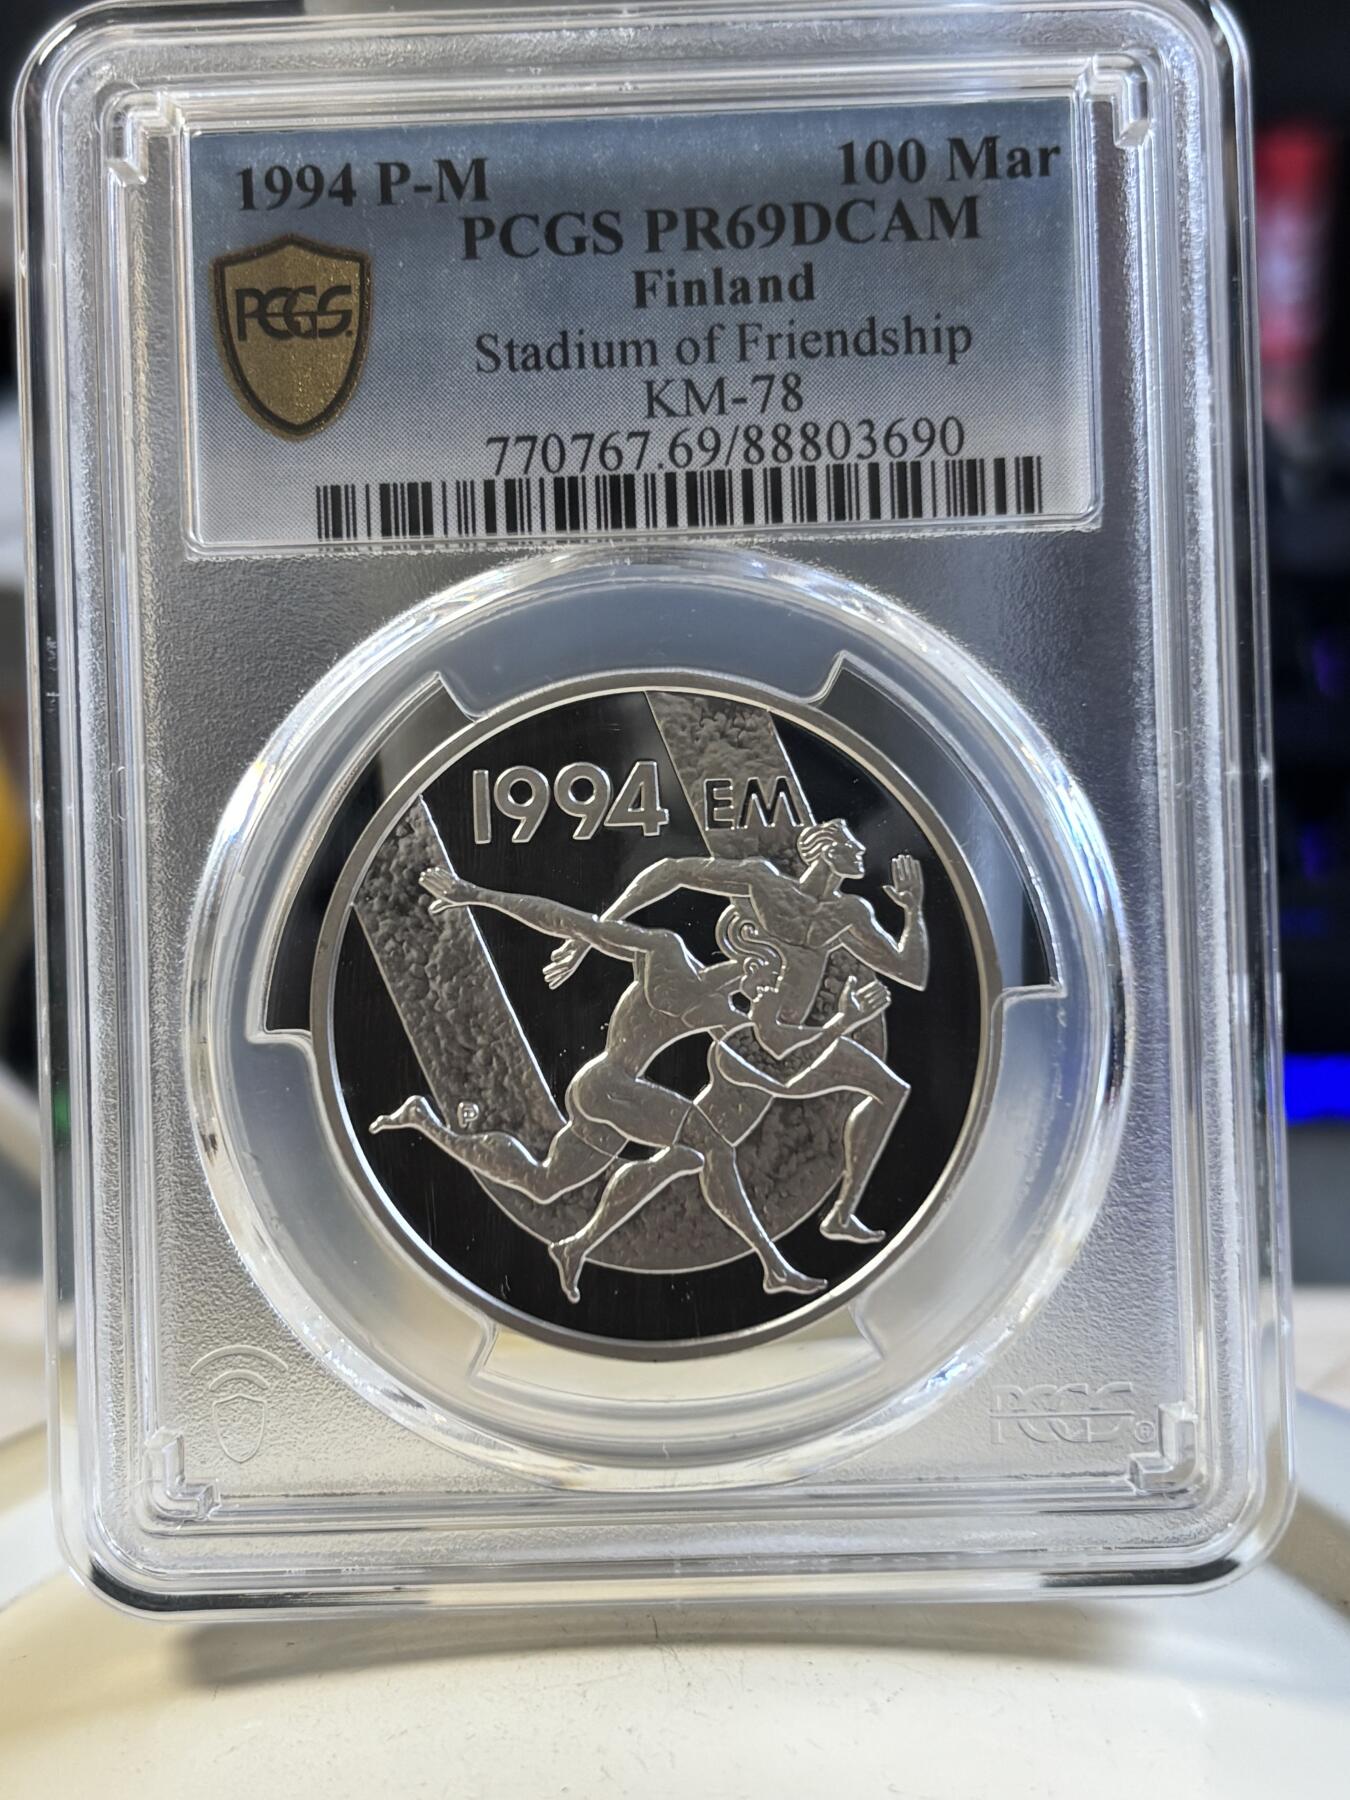 1994 P-M 100 Mar
PCGS PR69DCAM
Finland
PCGS
Stadium of Friendship
KM-78
770767.69/88803690
1994 EM
P
PCGS